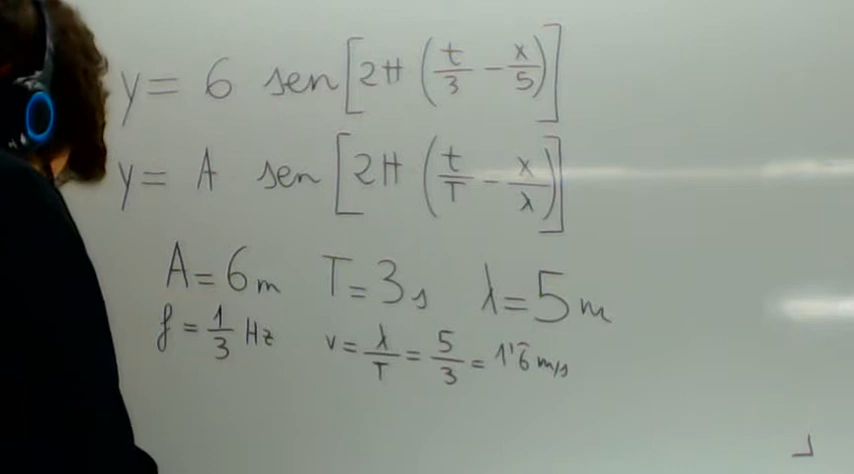 y = 6 sen [2π (t/3 - x/5)]
y = A sen [2π (t/T - x/λ)]
A = 6 m T = 3 s λ = 5 m
f = 1/3 Hz v = λ/T = 5/3 = 1'6̄ m/s